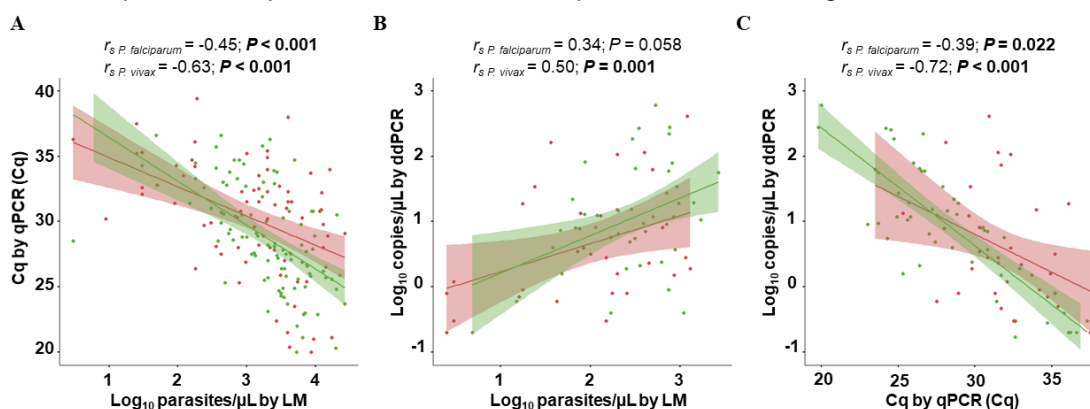 A
r_s P. falciparum = -0.45; P < 0.001
r_s P. vivax = -0.63; P < 0.001
40
35
30
25
20
Cq by qPCR (Cq)
1 2 3 4
Log₁₀ parasites/µL by LM
B
r_s P. falciparum = 0.34; P = 0.058
r_s P. vivax = 0.50; P = 0.001
3
2
1
0
-1
Log₁₀ copies/µL by ddPCR
1 2 3
Log₁₀ parasites/µL by LM
C
r_s P. falciparum = -0.39; P = 0.022
r_s P. vivax = -0.72; P < 0.001
3
2
1
0
-1
Log₁₀ copies/µL by ddPCR
20 25 30 35
Cq by qPCR (Cq)